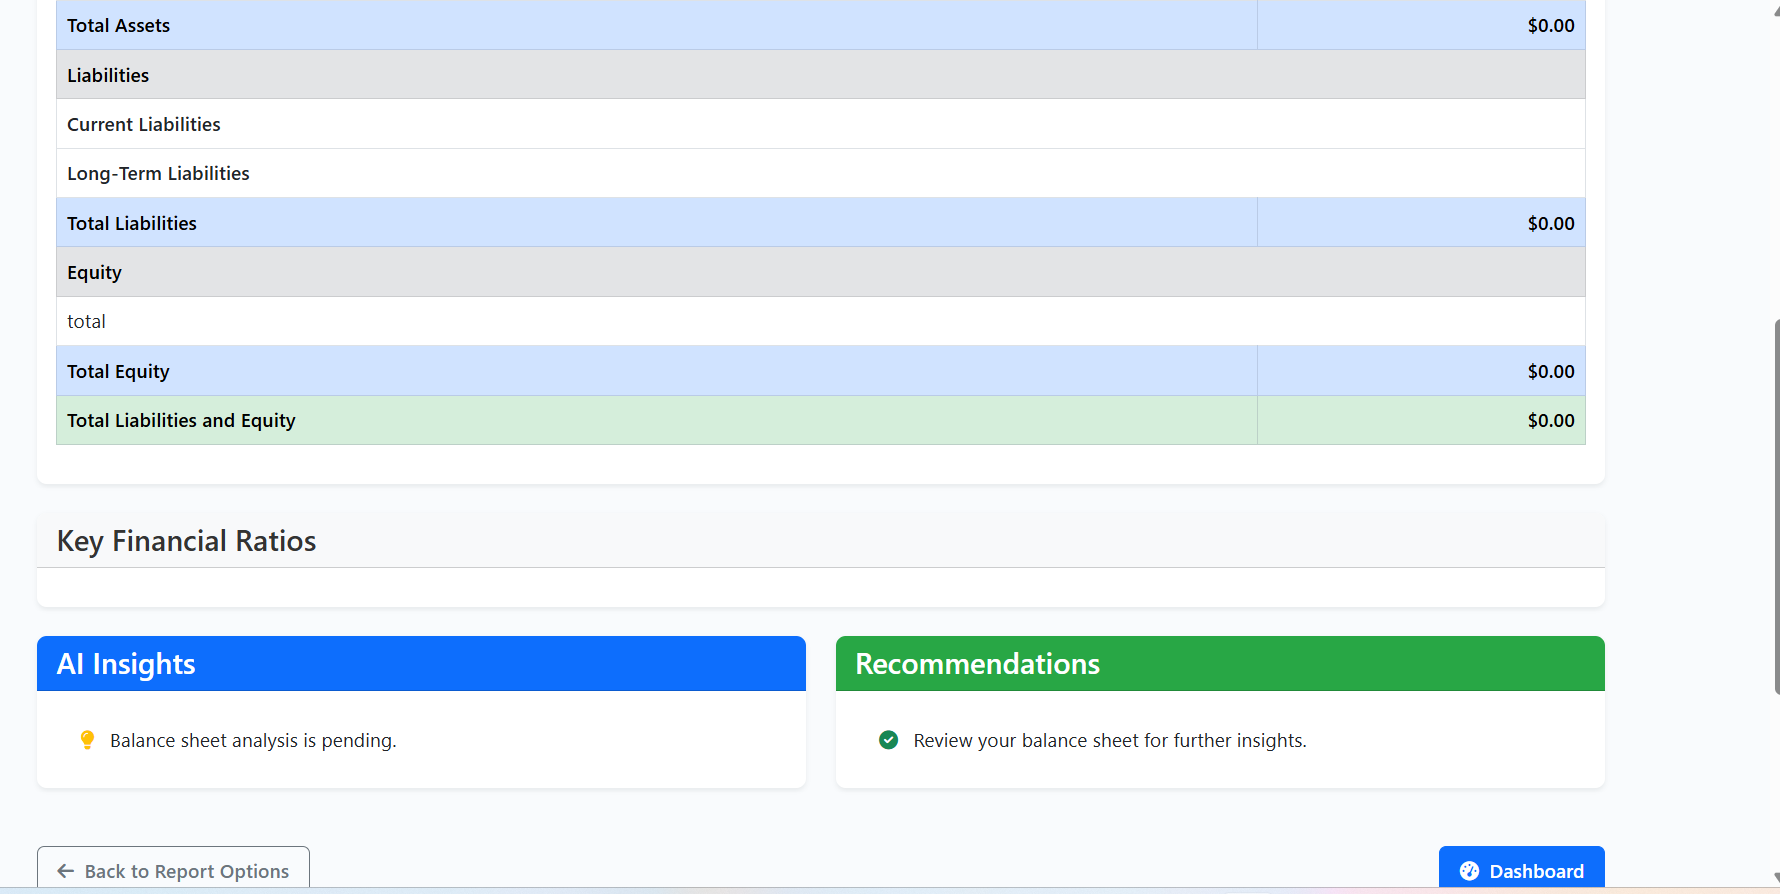 Total Assets $0.00
Liabilities
Current Liabilities
Long-Term Liabilities
Total Liabilities $0.00
Equity
total
Total Equity $0.00
Total Liabilities and Equity $0.00
Key Financial Ratios
AI Insights
Balance sheet analysis is pending.
Recommendations
Review your balance sheet for further insights.
Back to Report Options
Dashboard